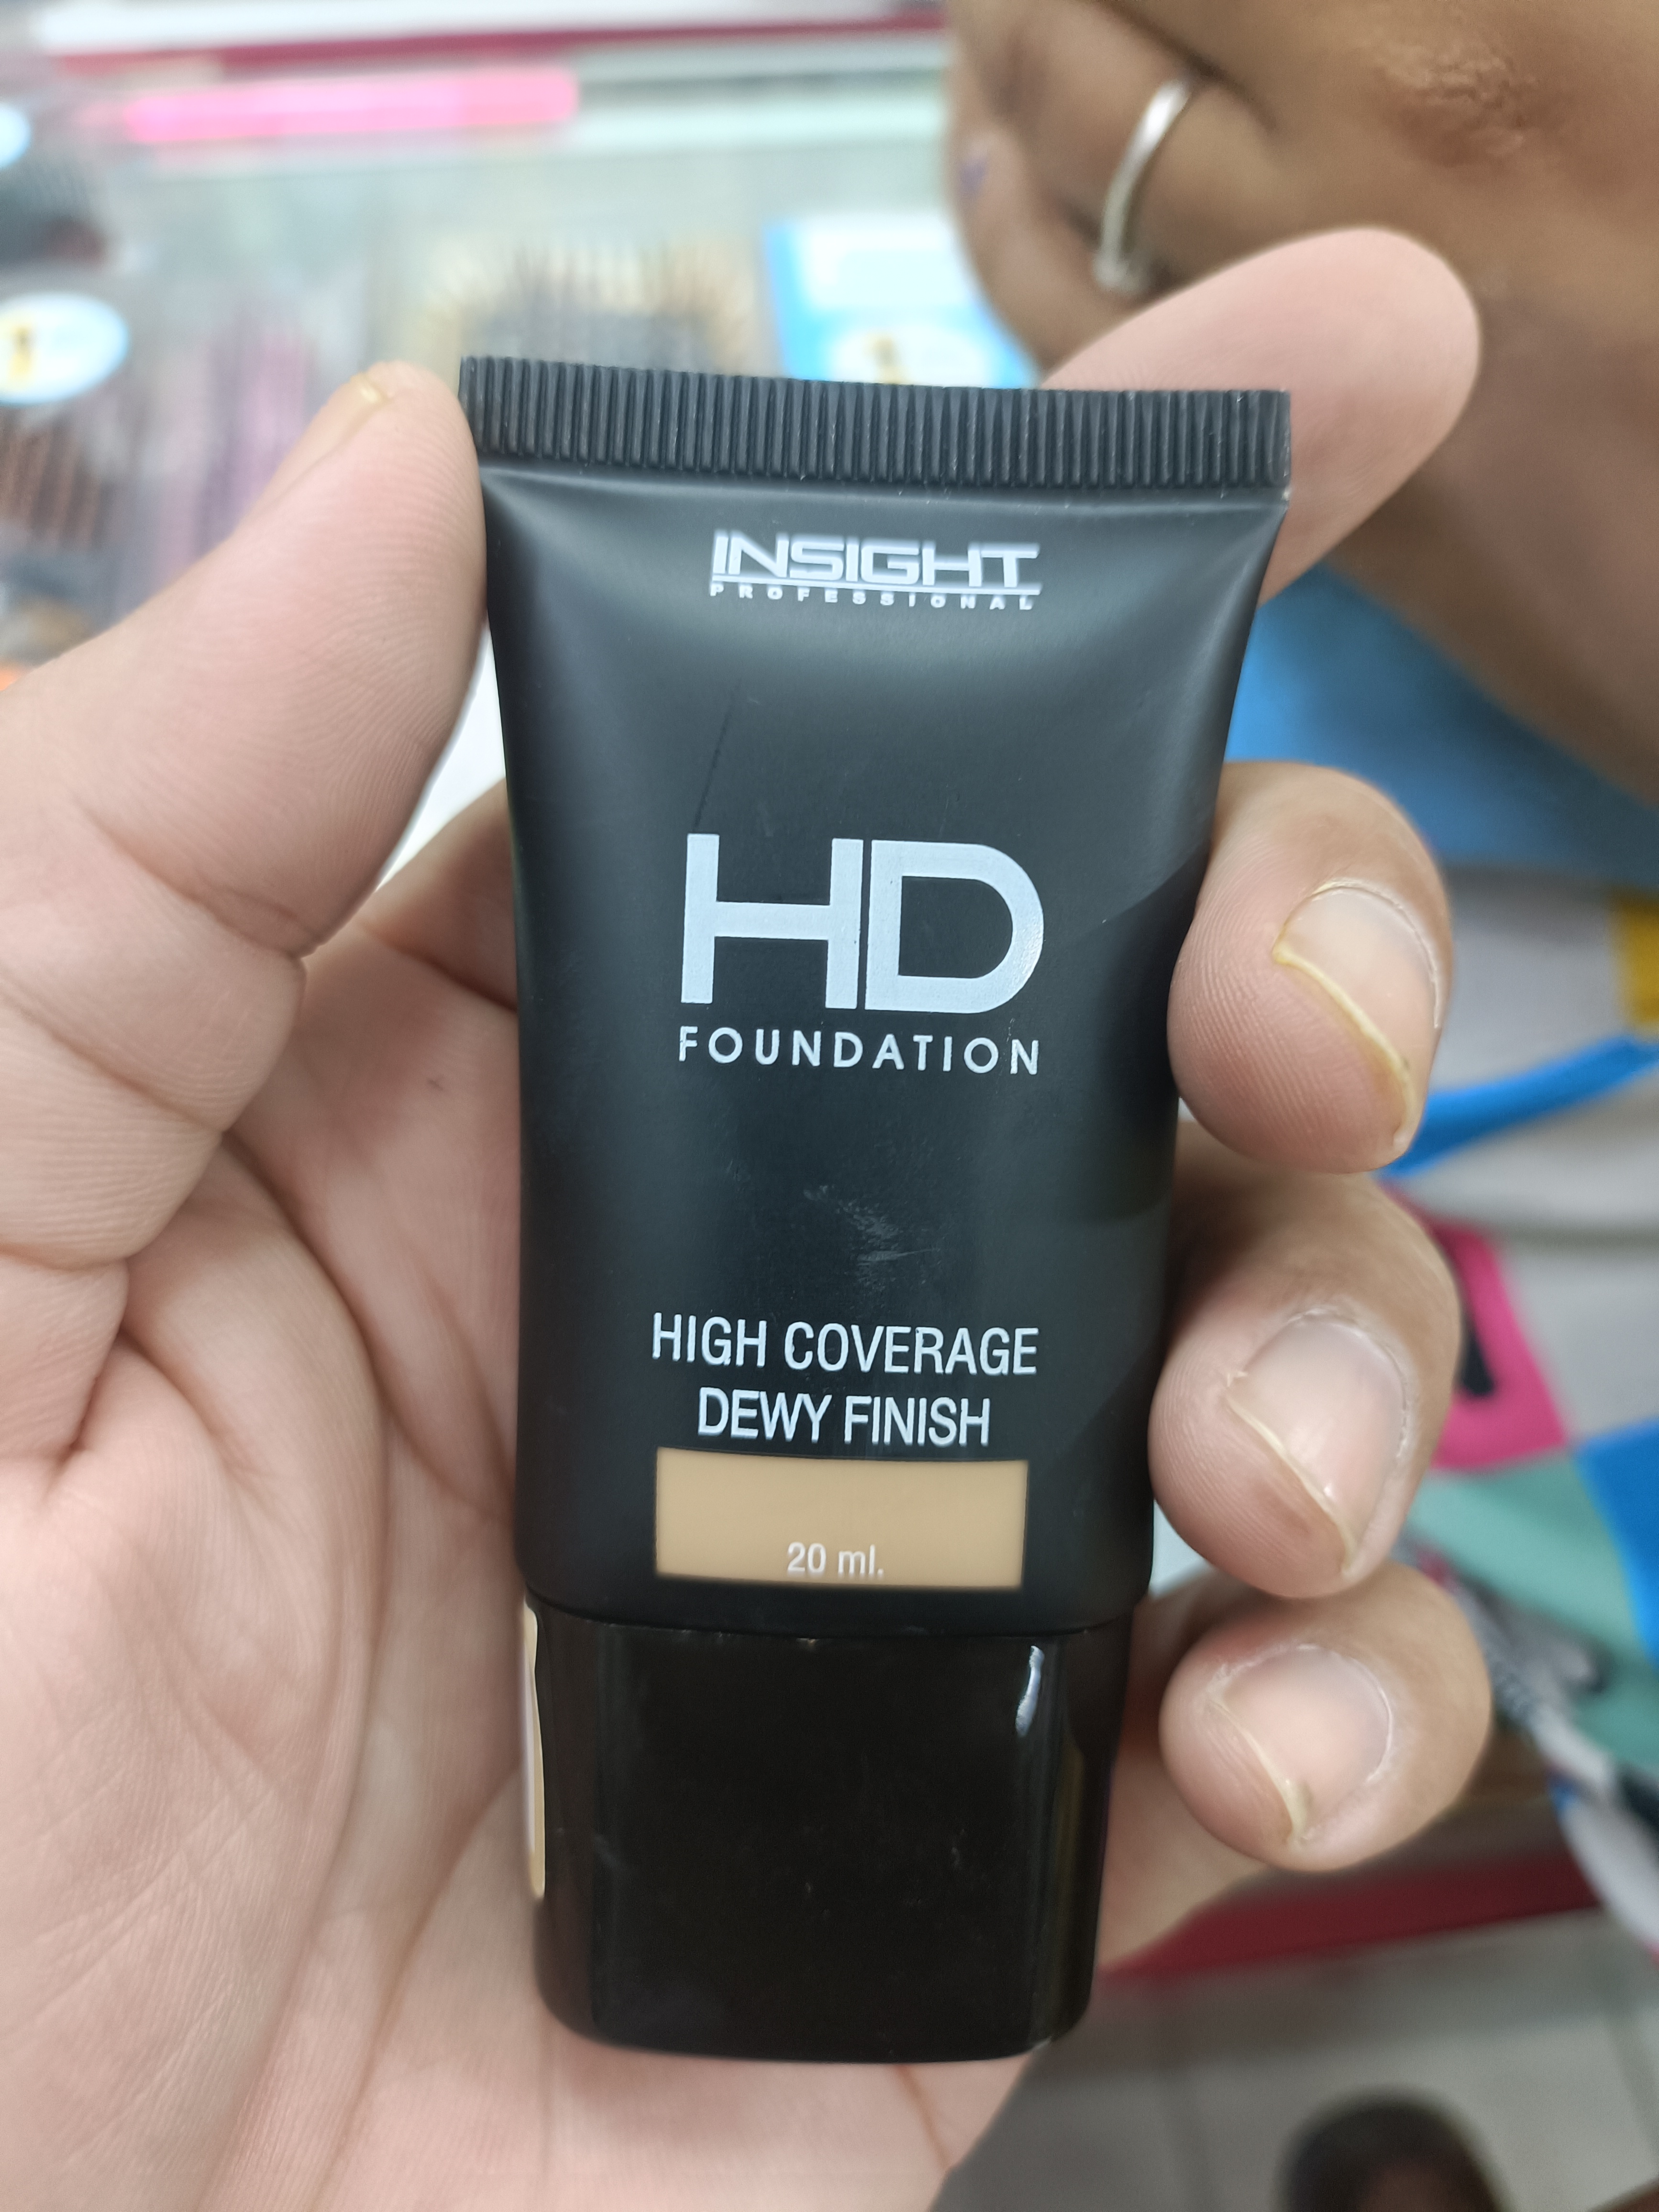 INSIGHT
PROFESSIONAL
HD
FOUNDATION
HIGH COVERAGE
DEWY FINISH
20 ml.